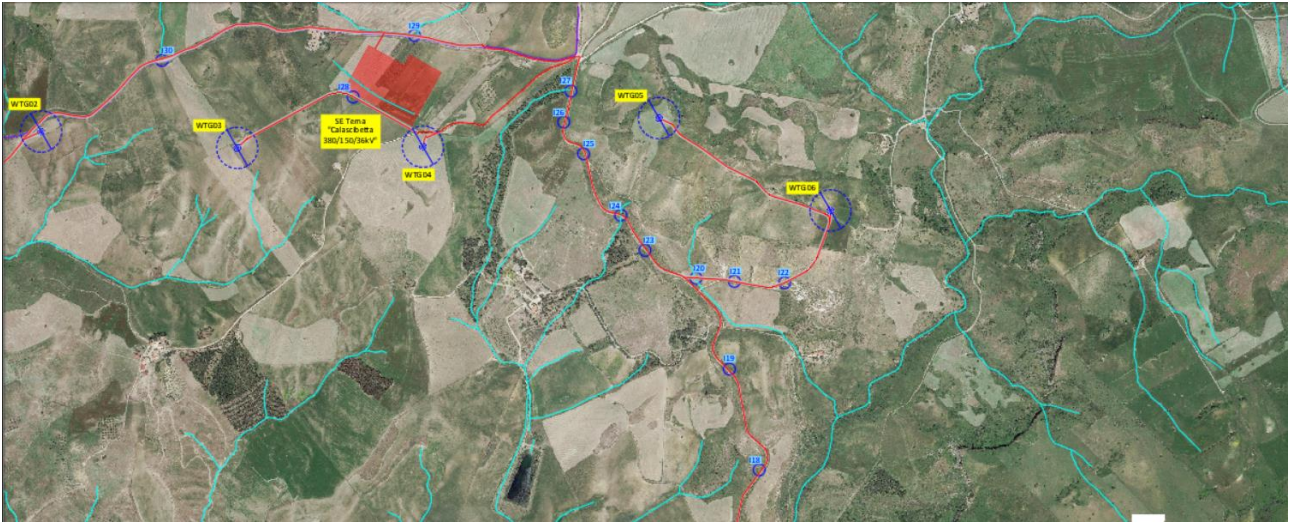 I29
I30
I27
I28
WTG05
WTG02
I26
SE Terna
"Calascibetta
380/150/36kV"
WTG03
I25
WTG04
WTG06
I24
I23
I20
I21
I22
I19
I18